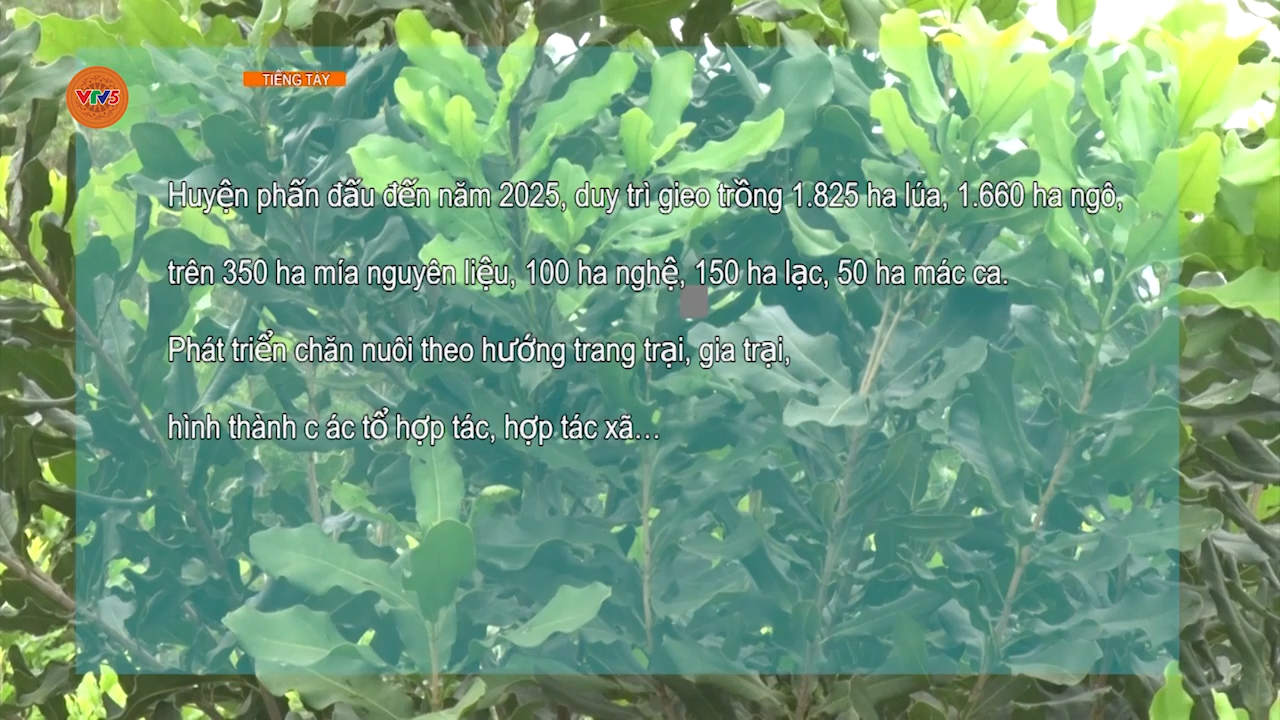 VTV5
TIẾNG TÀY
Huyện phấn đấu đến năm 2025, duy trì gieo trồng 1.825 ha lúa, 1.660 ha ngô,
trên 350 ha mía nguyên liệu, 100 ha nghệ, 150 ha lạc, 50 ha mác ca.
Phát triển chăn nuôi theo hướng trang trại, gia trại,
hình thành c ác tổ hợp tác, hợp tác xã...